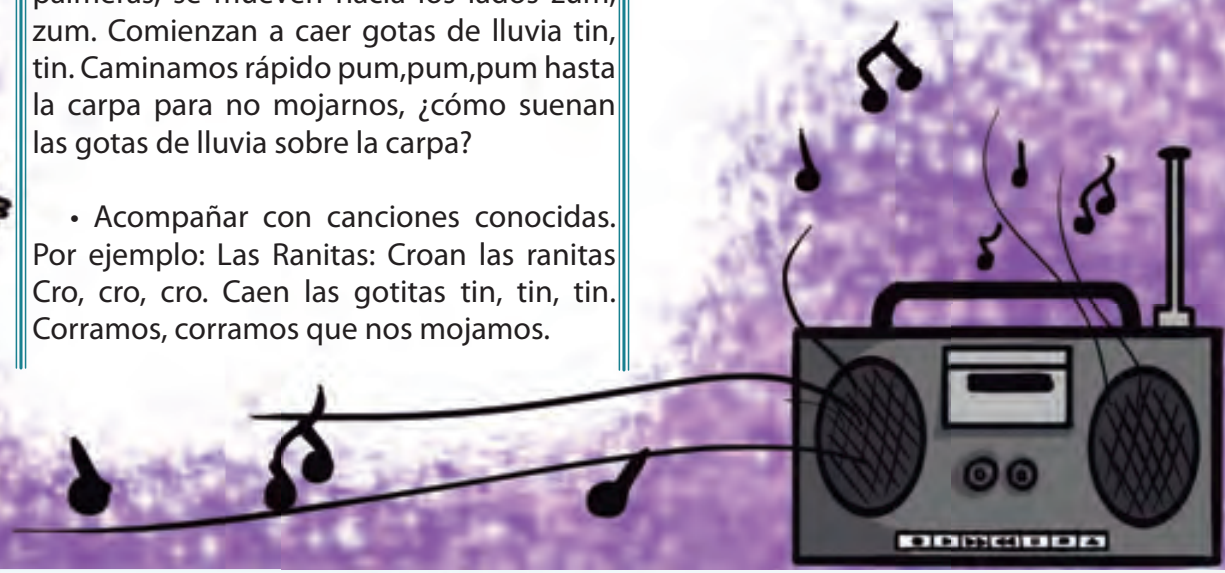 palmeras, se mueven hacia los lados zum,
zum. Comienzan a caer gotas de lluvia tin,
tin. Caminamos rápido pum,pum,pum hasta
la carpa para no mojarnos, ¿cómo suenan
las gotas de lluvia sobre la carpa?
• Acompañar con canciones conocidas.
Por ejemplo: Las Ranitas: Croan las ranitas
Cro, cro, cro. Caen las gotitas tin, tin, tin.
Corramos, corramos que nos mojamos.